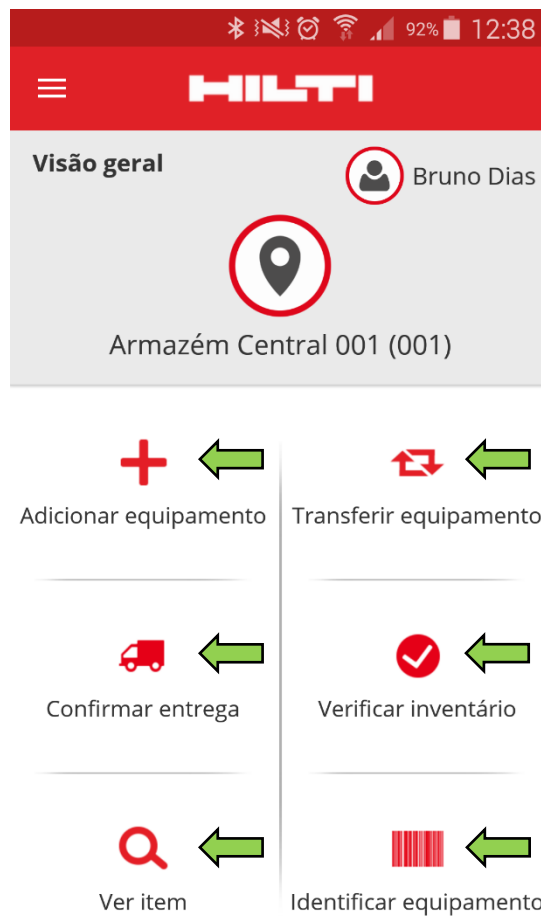 92% 12:38
HILTI
Visão geral
Bruno Dias
Armazém Central 001 (001)
Adicionar equipamento
Transferir equipamento
Confirmar entrega
Verificar inventário
Ver item
Identificar equipamento